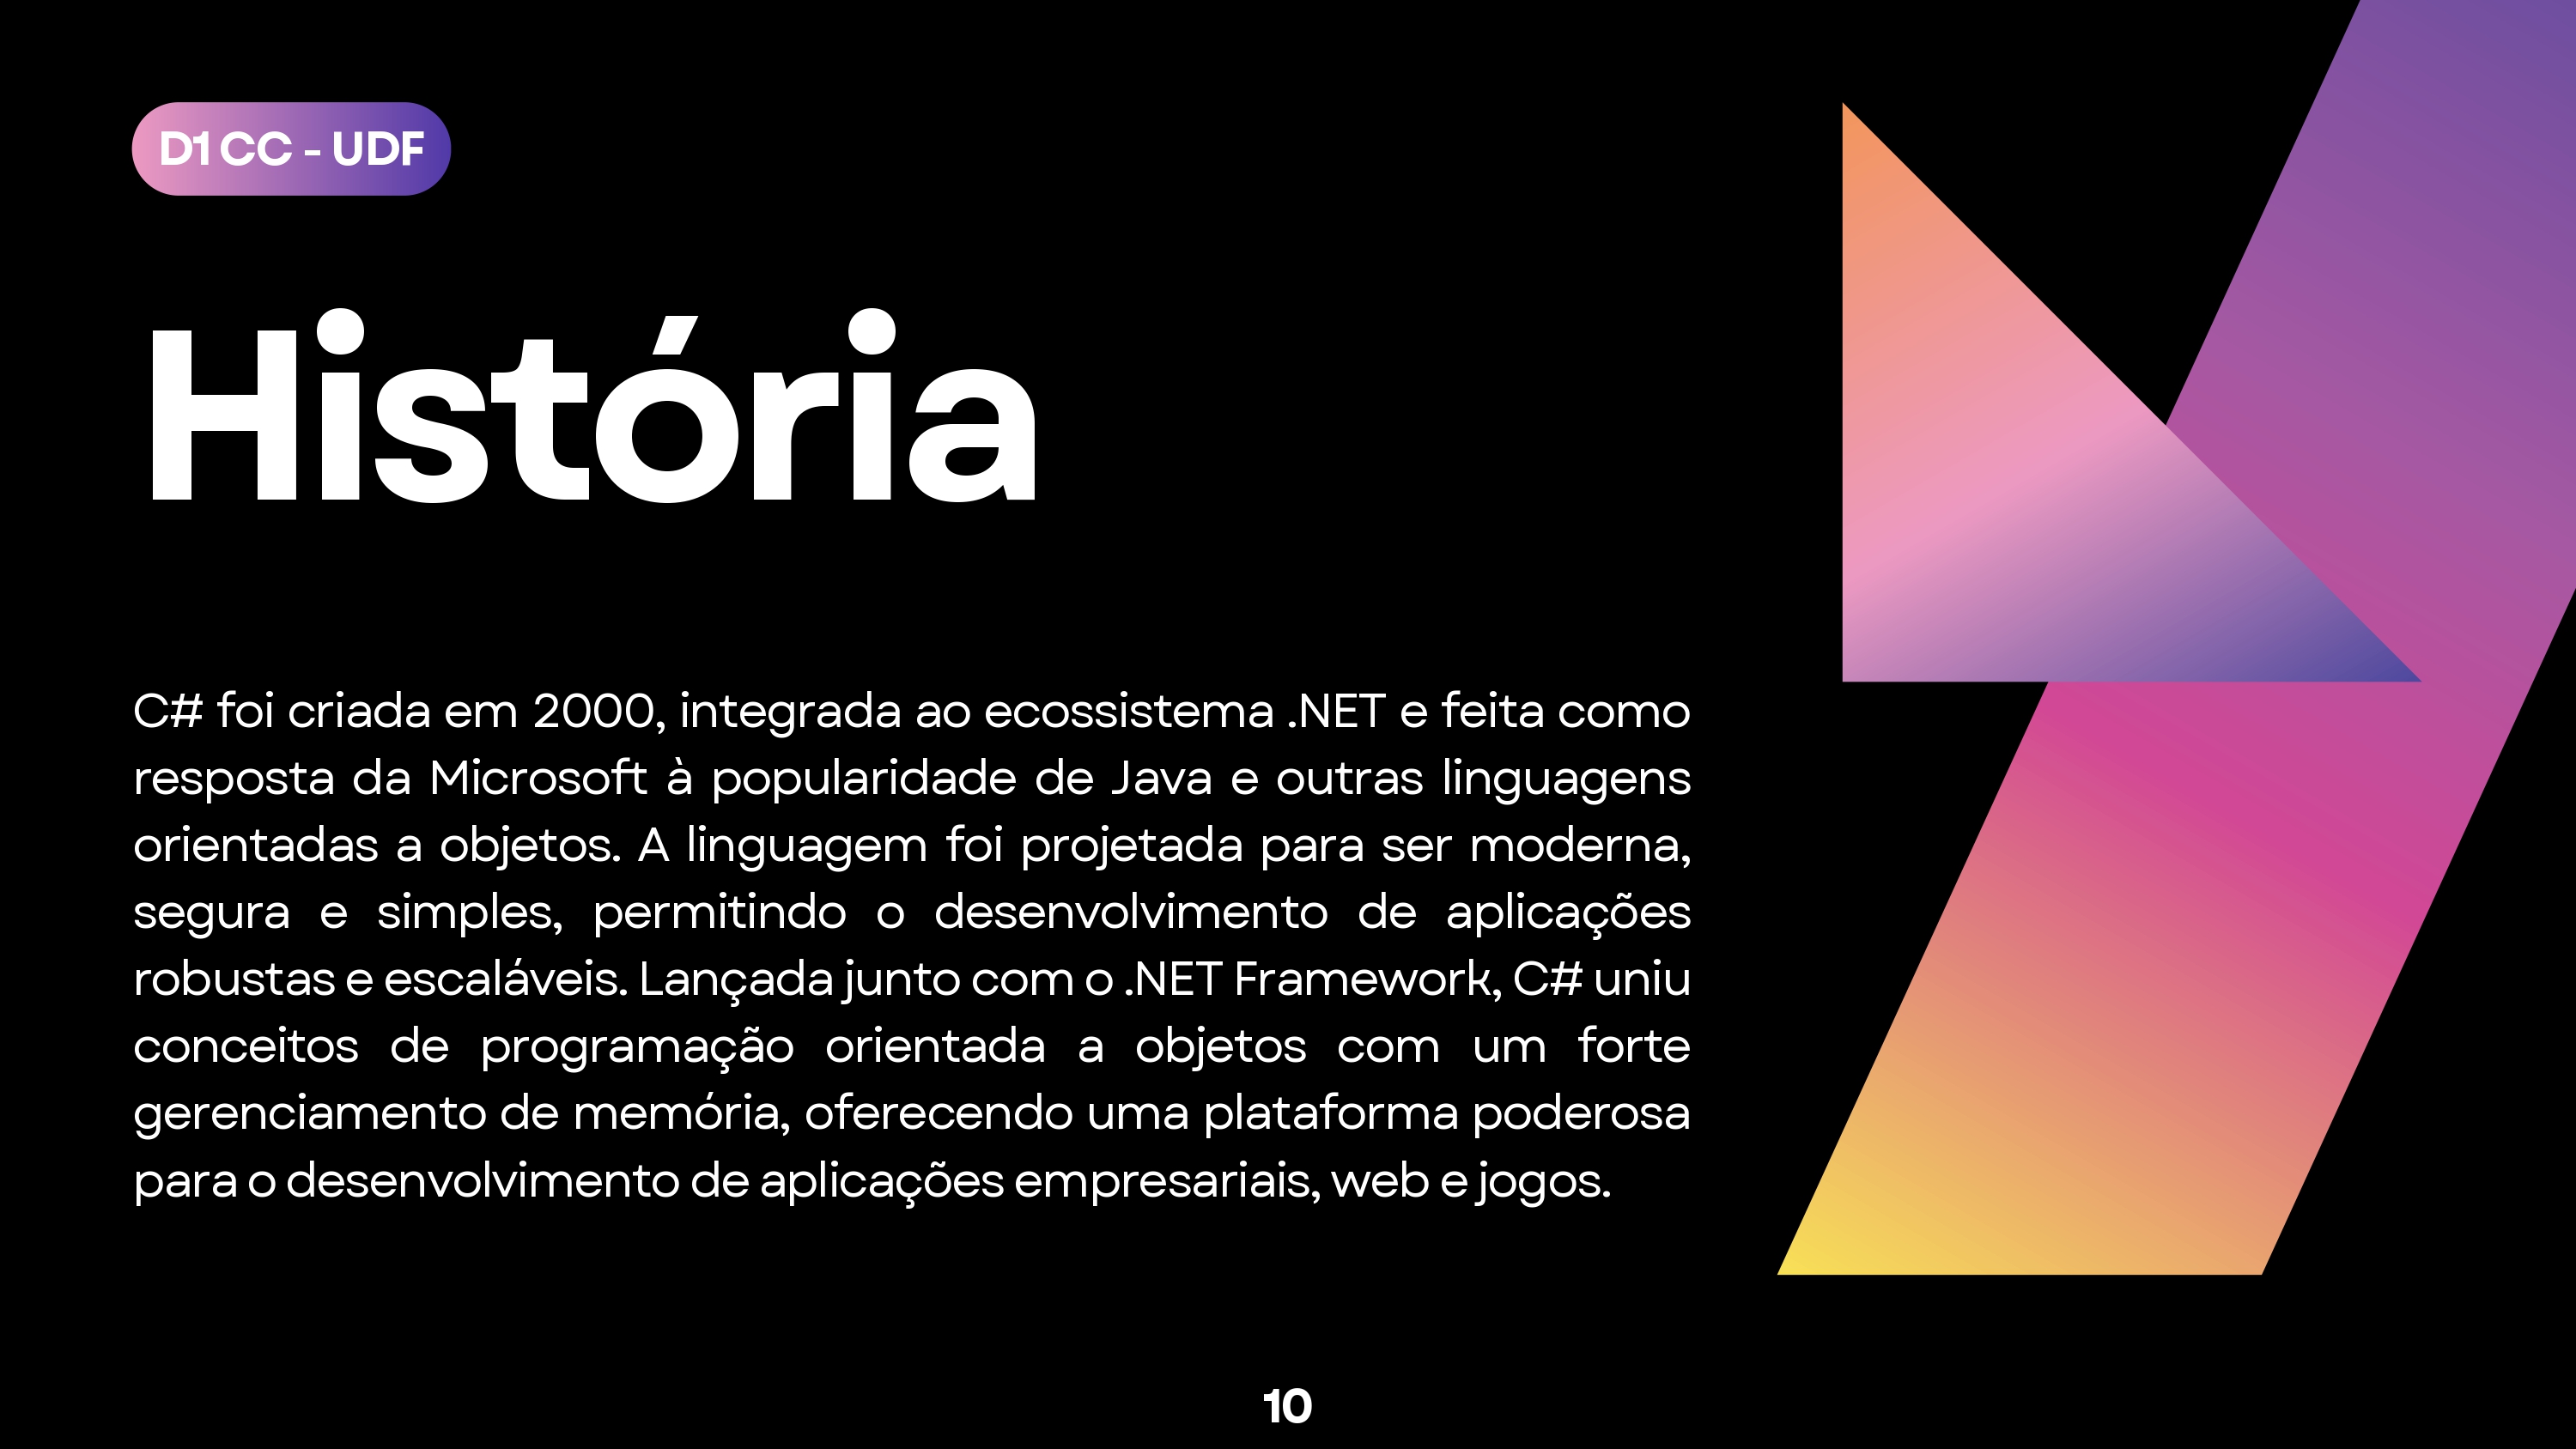 D1 CC - UDF
História
C# foi criada em 2000, integrada ao ecossistema .NET e feita como
resposta da Microsoft à popularidade de Java e outras linguagens
orientadas a objetos. A linguagem foi projetada para ser moderna,
segura e simples, permitindo o desenvolvimento de aplicações
robustas e escaláveis. Lançada junto com o .NET Framework, C# uniu
conceitos de programação orientada a objetos com um forte
gerenciamento de memória, oferecendo uma plataforma poderosa
para o desenvolvimento de aplicações empresariais, web e jogos.
10